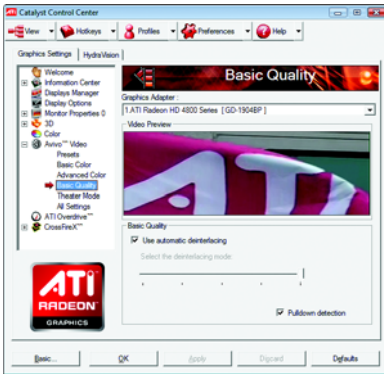 Catalyst Control Center
View
Hotkeys
Profiles
Preferences
Help
Graphics Settings
HydraVision
Welcome
Information Center
Displays Manager
Display Options
Monitor Properties 0
3D
Color
Avivo™ Video
Presets
Basic Color
Advanced Color
Basic Quality
Theater Mode
All Settings
ATI Overdrive™
CrossFireX™
ATI
RADEON
GRAPHICS
Basic Quality
Graphics Adapter :
1.ATI Radeon HD 4800 Series [ GD-1904BP ]
Video Preview
ATI
Basic Quality
Use automatic deinterlacing
Select the deinterlacing mode
Pulldown detection
Basic...
OK
Apply
Discard
Defaults